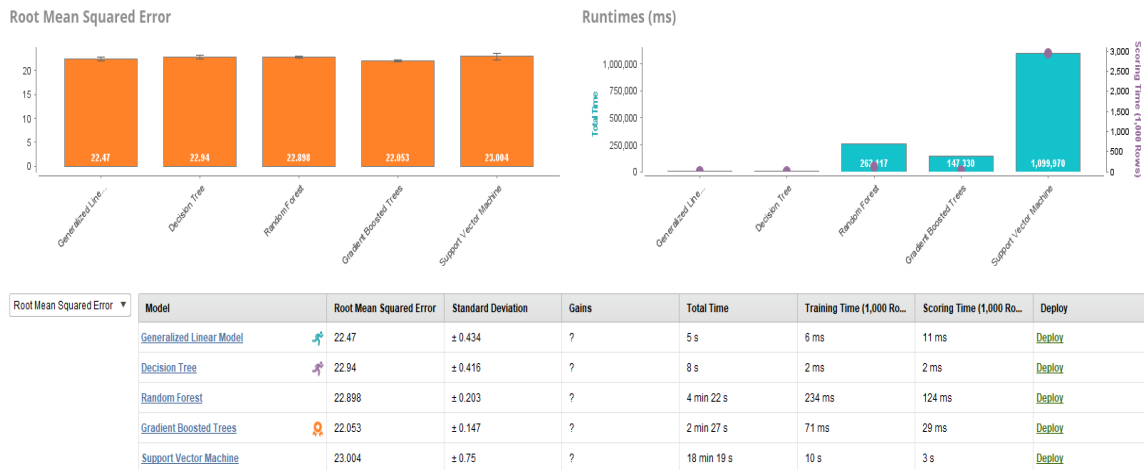 Root Mean Squared Error
20
15
10
5
0
22.47
22.94
22.898
22.053
23.004
Generalized Line...
Decision Tree
Random Forest
Gradient Boosted Trees
Support Vector Machine
Runtimes (ms)
Total Time
1,000,000
750,000
500,000
250,000
0
262,117
147,330
1,099,970
3,000
2,500
2,000
1,500
1,000
500
0
Scoring Time (1,000 Rows)
Generalized Line...
Decision Tree
Random Forest
Gradient Boosted Trees
Support Vector Machine
Root Mean Squared Error
Model Root Mean Squared Error Standard Deviation Gains Total Time Training Time (1,000 Ro... Scoring Time (1,000 Ro... Deploy
Generalized Linear Model 22.47 ± 0.434 ? 5 s 6 ms 11 ms Deploy
Decision Tree 22.94 ± 0.416 ? 8 s 2 ms 2 ms Deploy
Random Forest 22.898 ± 0.203 ? 4 min 22 s 234 ms 124 ms Deploy
Gradient Boosted Trees 22.053 ± 0.147 ? 2 min 27 s 71 ms 29 ms Deploy
Support Vector Machine 23.004 ± 0.75 ? 18 min 19 s 10 s 3 s Deploy